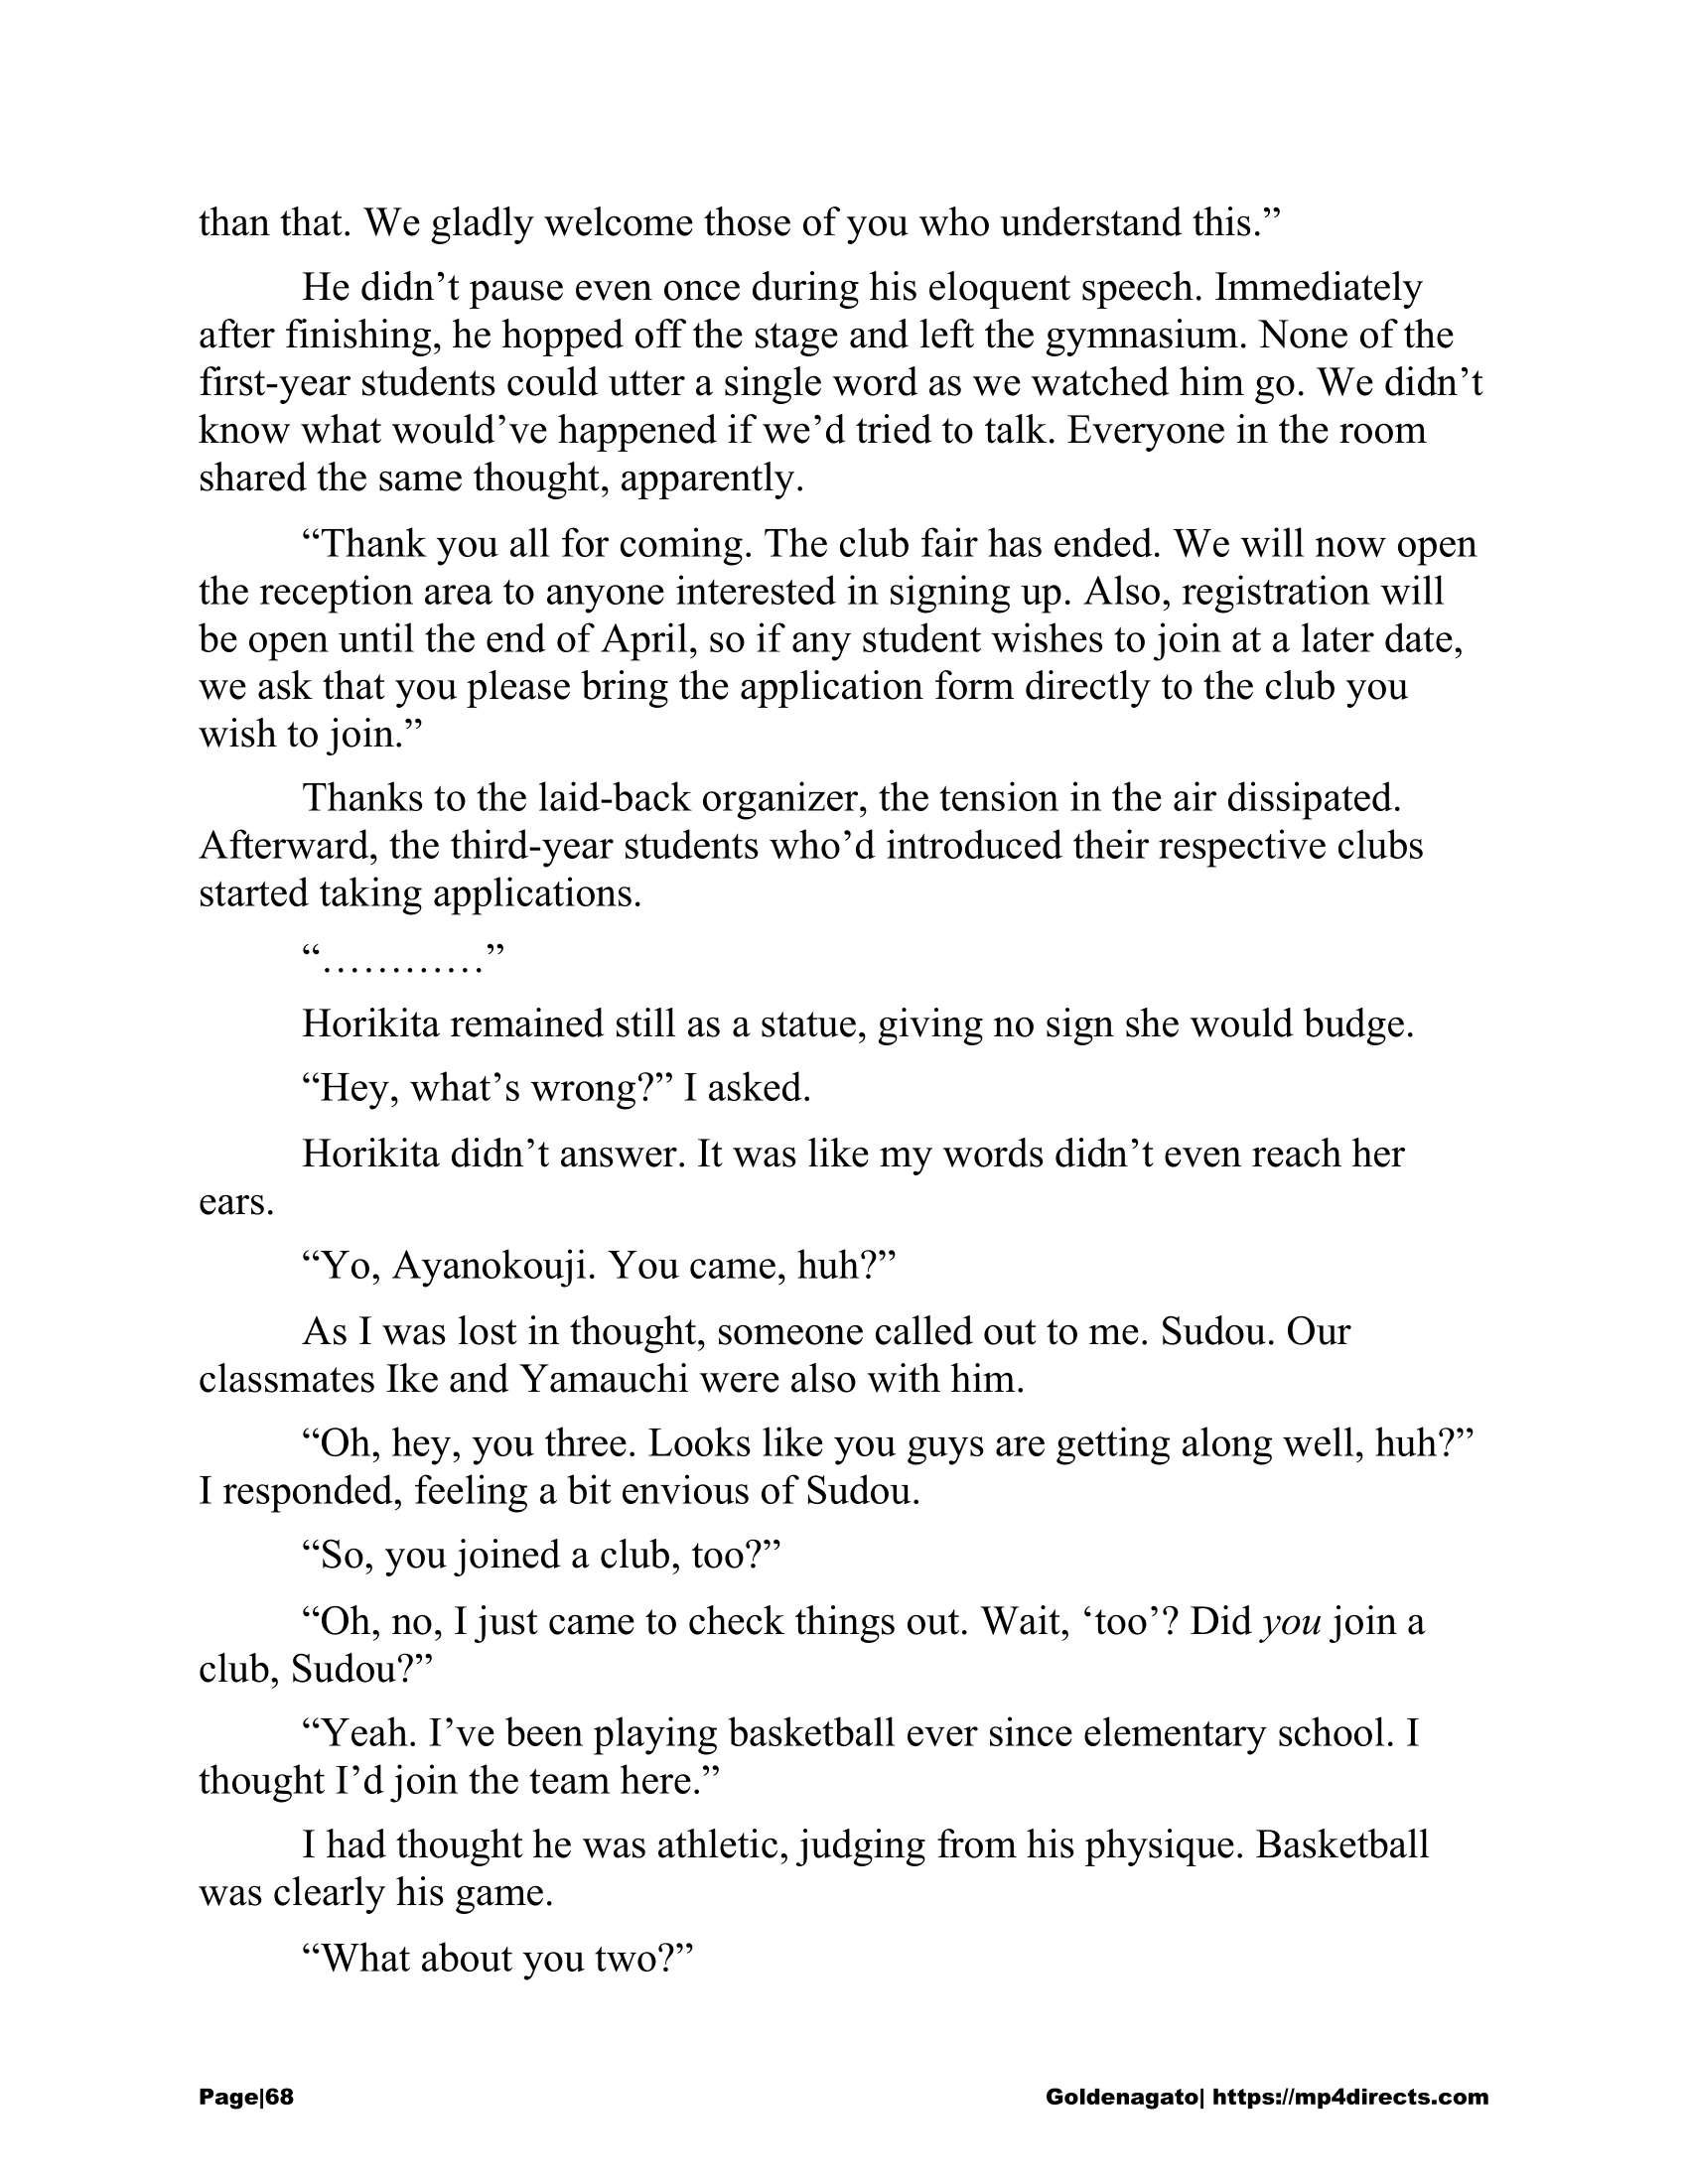 than that. We gladly welcome those of you who understand this.”
He didn’t pause even once during his eloquent speech. Immediately
after finishing, he hopped off the stage and left the gymnasium. None of the
first-year students could utter a single word as we watched him go. We didn’t
know what would’ve happened if we’d tried to talk. Everyone in the room
shared the same thought, apparently.
“Thank you all for coming. The club fair has ended. We will now open
the reception area to anyone interested in signing up. Also, registration will
be open until the end of April, so if any student wishes to join at a later date,
we ask that you please bring the application form directly to the club you
wish to join.”
Thanks to the laid-back organizer, the tension in the air dissipated.
Afterward, the third-year students who’d introduced their respective clubs
started taking applications.
“…………”
Horikita remained still as a statue, giving no sign she would budge.
“Hey, what’s wrong?” I asked.
Horikita didn’t answer. It was like my words didn’t even reach her
ears.
“Yo, Ayanokouji. You came, huh?”
As I was lost in thought, someone called out to me. Sudou. Our
classmates Ike and Yamauchi were also with him.
“Oh, hey, you three. Looks like you guys are getting along well, huh?”
I responded, feeling a bit envious of Sudou.
“So, you joined a club, too?”
“Oh, no, I just came to check things out. Wait, ‘too’? Did you join a
club, Sudou?”
“Yeah. I’ve been playing basketball ever since elementary school. I
thought I’d join the team here.”
I had thought he was athletic, judging from his physique. Basketball
was clearly his game.
“What about you two?”
Page|68 Goldenagato| https://mp4directs.com